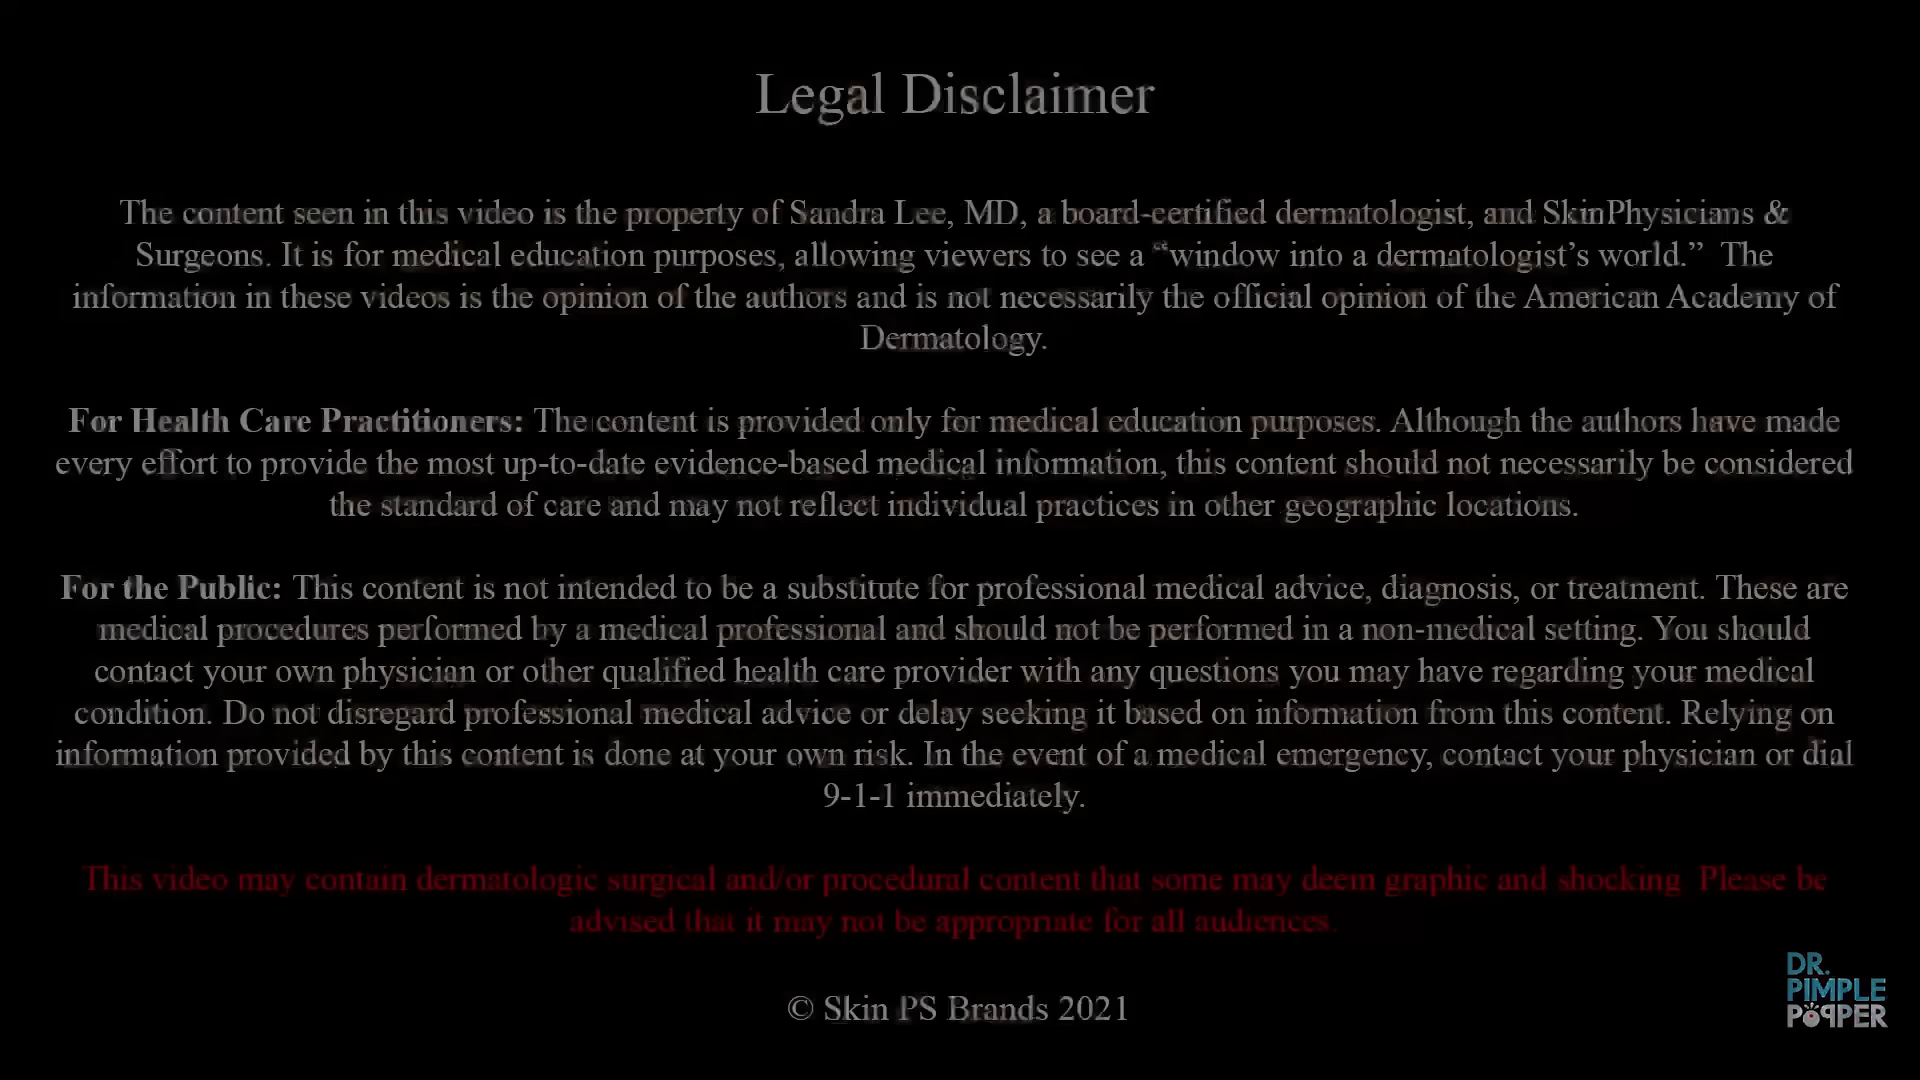 Legal Disclaimer
The content seen in this video is the property of Sandra Lee, MD, a board-certified dermatologist, and SkinPhysicians &
Surgeons. It is for medical education purposes, allowing viewers to see a “window into a dermatologist’s world.”  The
information in these videos is the opinion of the authors and is not necessarily the official opinion of the American Academy of
Dermatology.
For Health Care Practitioners: The content is provided only for medical education purposes. Although the authors have made
every effort to provide the most up-to-date evidence-based medical information, this content should not necessarily be considered
the standard of care and may not reflect individual practices in other geographic locations.
For the Public: This content is not intended to be a substitute for professional medical advice, diagnosis, or treatment. These are
medical procedures performed by a medical professional and should not be performed in a non-medical setting. You should
contact your own physician or other qualified health care provider with any questions you may have regarding your medical
condition. Do not disregard professional medical advice or delay seeking it based on information from this content. Relying on
information provided by this content is done at your own risk. In the event of a medical emergency, contact your physician or dial
9-1-1 immediately.
This video may contain dermatologic surgical and/or procedural content that some may deem graphic and shocking. Please be
advised that it may not be appropriate for all audiences.
© Skin PS Brands 2021
DR.
PIMPLE
POPPER